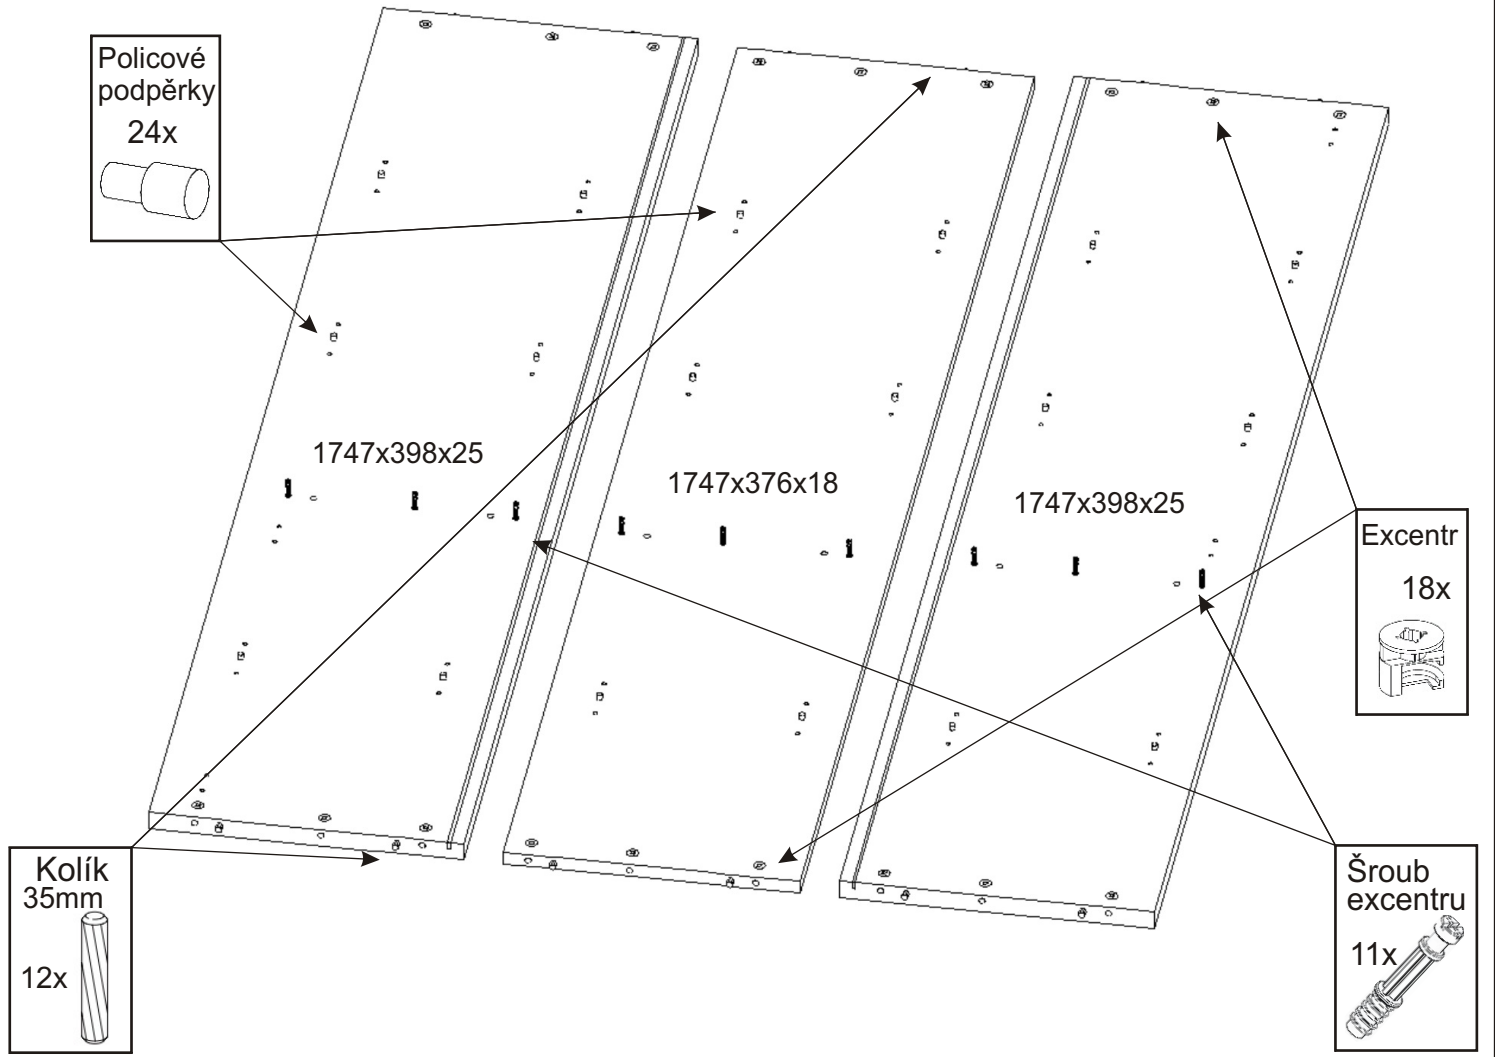 Policové
podpěrky
24x
1747x398x25
1747x376x18
1747x398x25
Excentr
18x
Kolík
35mm
12x
Šroub
excentru
11x